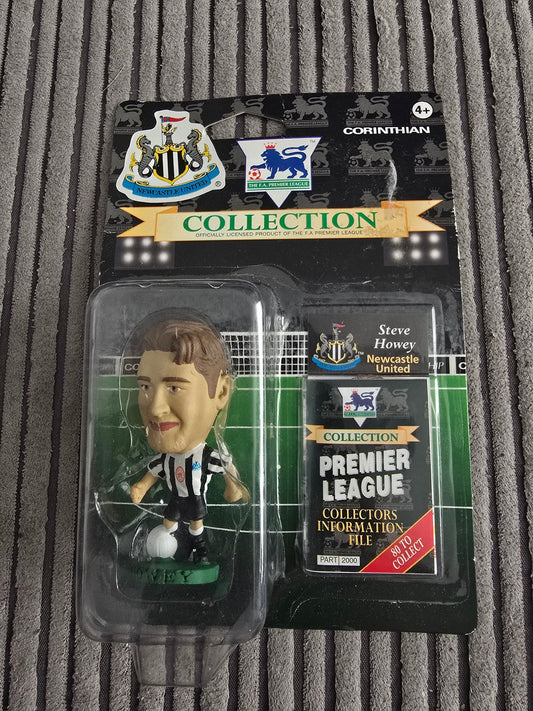 4+
CORINTHIAN
NEWCASTLE UNITED
®
THE F.A. PREMIER LEAGUE
TM
COLLECTION
OFFICIALLY LICENSED PRODUCT OF THE F.A PREMIER LEAGUE
Steve
Howey
Newcastle
United
COLLECTION
PREMIER
LEAGUE
COLLECTORS
INFORMATION
FILE
80 TO
COLLECT
PART 2000